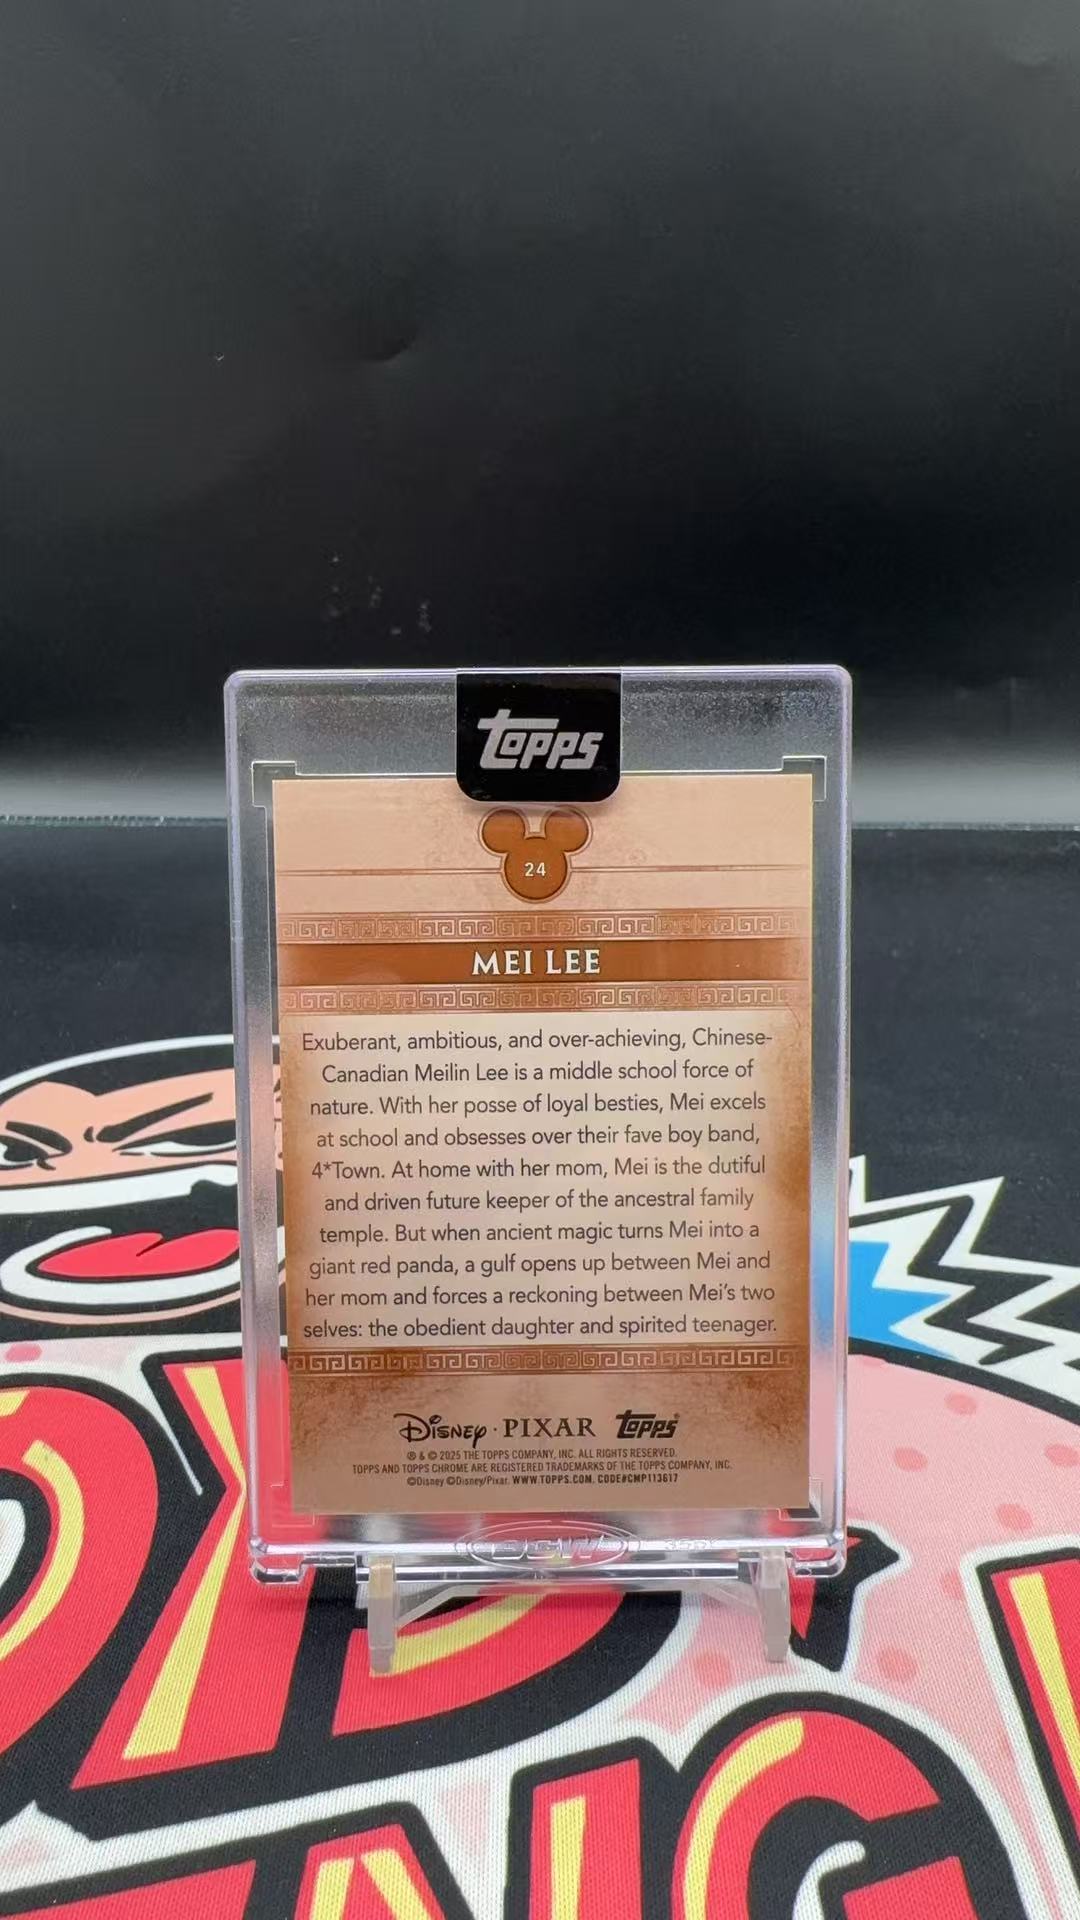 Topps
24
MEI LEE
Exuberant, ambitious, and over-achieving, Chinese-
Canadian Meilin Lee is a middle school force of
nature. With her posse of loyal besties, Mei excels
at school and obsesses over their fave boy band,
4*Town. At home with her mom, Mei is the dutiful
and driven future keeper of the ancestral family
temple. But when ancient magic turns Mei into a
giant red panda, a gulf opens up between Mei and
her mom and forces a reckoning between Mei's two
selves: the obedient daughter and spirited teenager.
Disney · PIXAR Topps
® & © 2025 THE TOPPS COMPANY, INC. ALL RIGHTS RESERVED.
TOPPS AND TOPPS CHROME ARE REGISTERED TRADEMARKS OF THE TOPPS COMPANY, INC.
©Disney ©Disney/Pixar. WWW.TOPPS.COM. CODE#CMP113617
BCW